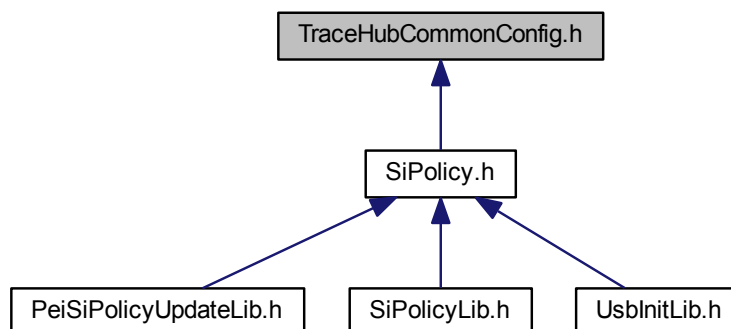 TraceHubCommonConfig.h
SiPolicy.h
PeiSiPolicyUpdateLib.h
SiPolicyLib.h
UsbInitLib.h